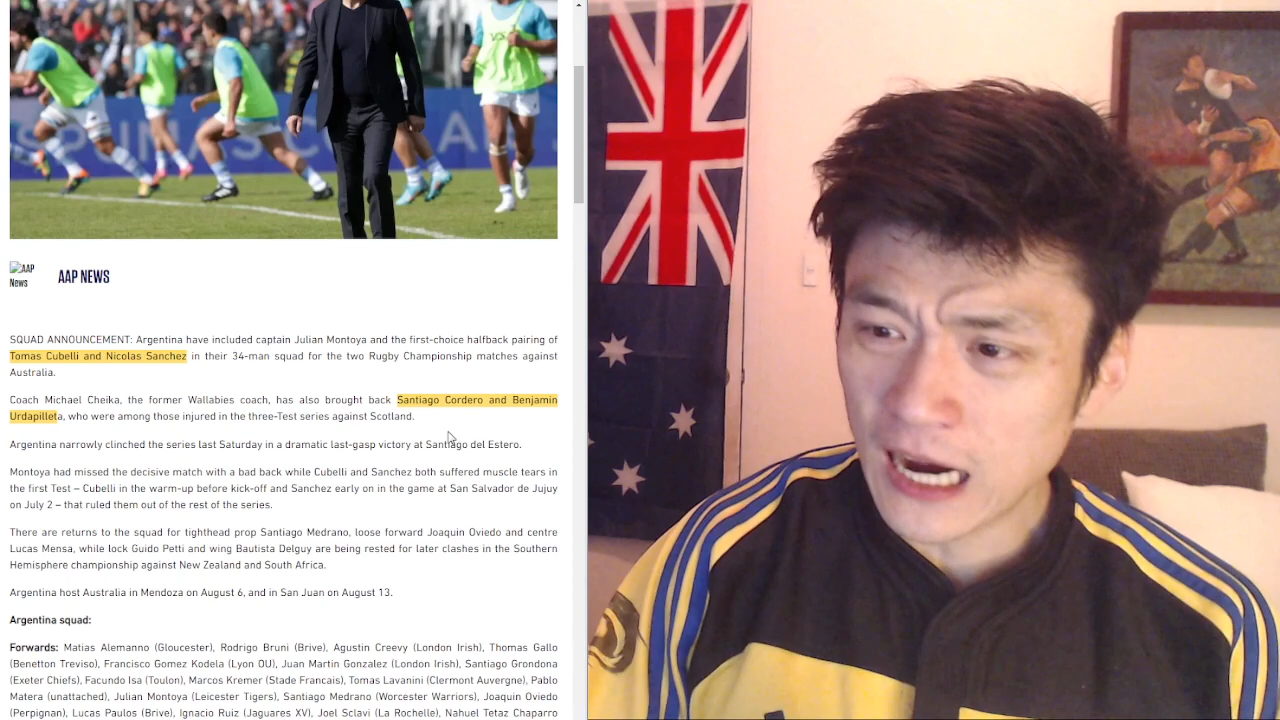 AAP
News
AAP NEWS
SQUAD ANNOUNCEMENT: Argentina have included captain Julian Montoya and the first-choice halfback pairing of
Tomas Cubelli and Nicolas Sanchez in their 34-man squad for the two Rugby Championship matches against
Australia.
Coach Michael Cheika, the former Wallabies coach, has also brought back Santiago Cordero and Benjamin
Urdapilleta, who were among those injured in the three-Test series against Scotland.
Argentina narrowly clinched the series last Saturday in a dramatic last-gasp victory at Santiago del Estero.
Montoya had missed the decisive match with a bad back while Cubelli and Sanchez both suffered muscle tears in
the first Test – Cubelli in the warm-up before kick-off and Sanchez early on in the game at San Salvador de Jujuy
on July 2 – that ruled them out of the rest of the series.
There are returns to the squad for tighthead prop Santiago Medrano, loose forward Joaquin Oviedo and centre
Lucas Mensa, while lock Guido Petti and wing Bautista Delguy are being rested for later clashes in the Southern
Hemisphere championship against New Zealand and South Africa.
Argentina host Australia in Mendoza on August 6, and in San Juan on August 13.
Argentina squad:
Forwards: Matias Alemanno (Gloucester), Rodrigo Bruni (Brive), Agustin Creevy (London Irish), Thomas Gallo
(Benetton Treviso), Francisco Gomez Kodela (Lyon OU), Juan Martin Gonzalez (London Irish), Santiago Grondona
(Exeter Chiefs), Facundo Isa (Toulon), Marcos Kremer (Stade Francais), Tomas Lavanini (Clermont Auvergne), Pablo
Matera (unattached), Julian Montoya (Leicester Tigers), Santiago Medrano (Worcester Warriors), Joaquin Oviedo
(Perpignan), Lucas Paulos (Brive), Ignacio Ruiz (Jaguares XV), Joel Sclavi (La Rochelle), Nahuel Tetaz Chaparro